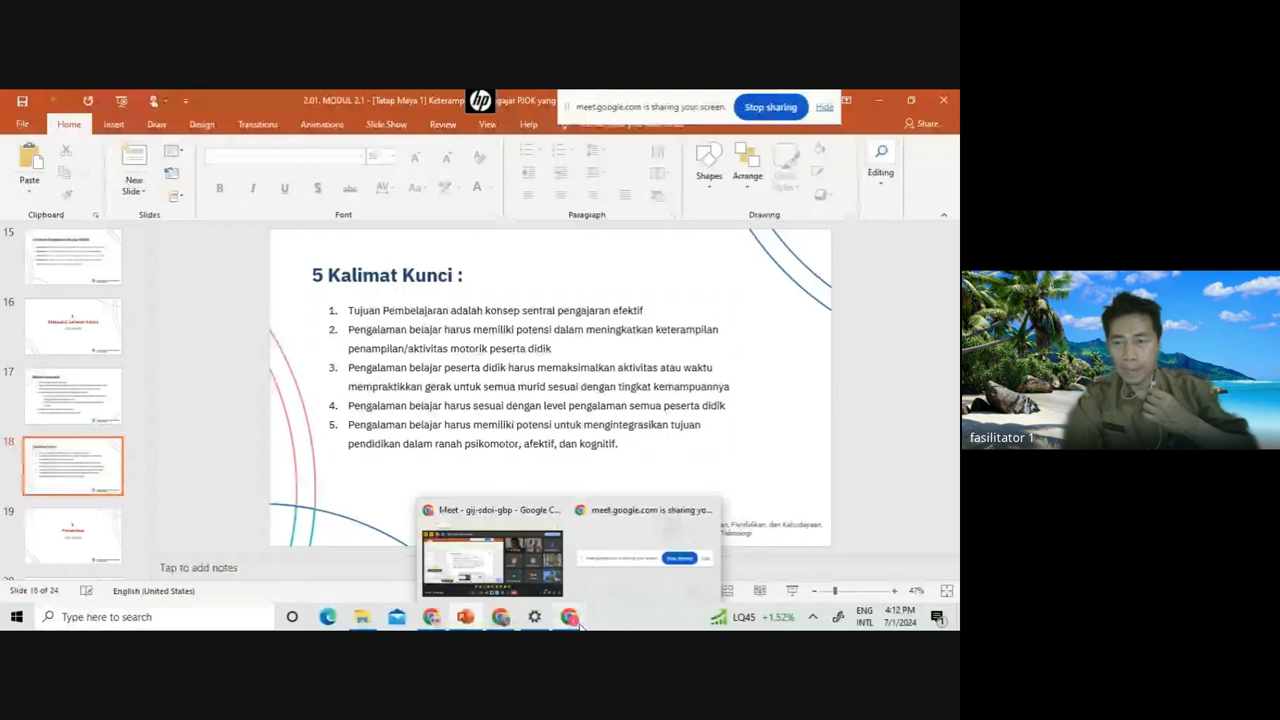 2.01. MODUL 2.1 - [Tatap Maya 1] Keteramp
gajar PJOK yang
meet.google.com is sharing your screen.
Stop sharing
Hide
File
Home
Insert
Draw
Design
Transitions
Animations
Slide Show
Review
View
Help
Share
Paste
New
Slide
Shapes
Arrange
Editing
Clipboard
Slides
Font
Paragraph
Drawing
15
16
17
18
19
5 Kalimat Kunci :
1. Tujuan Pembelajaran adalah konsep sentral pengajaran efektif
2. Pengalaman belajar harus memiliki potensi dalam meningkatkan keterampilan
penampilan/aktivitas motorik peserta didik
3. Pengalaman belajar peserta didik harus memaksimalkan aktivitas atau waktu
mempraktikkan gerak untuk semua murid sesuai dengan tingkat kemampuannya
4. Pengalaman belajar harus sesuai dengan level pengalaman semua peserta didik
5. Pengalaman belajar harus memiliki potensi untuk mengintegrasikan tujuan
pendidikan dalam ranah psikomotor, afektif, dan kognitif.
fasilitator 1
Meet - gij-sdoi-gbp - Google C...
meet.google.com is sharing yo...
Tap to add notes
Slide 18 of 24
English (United States)
47%
Type here to search
LQ45 +1.52%
ENG
INTL
4:12 PM
7/1/2024